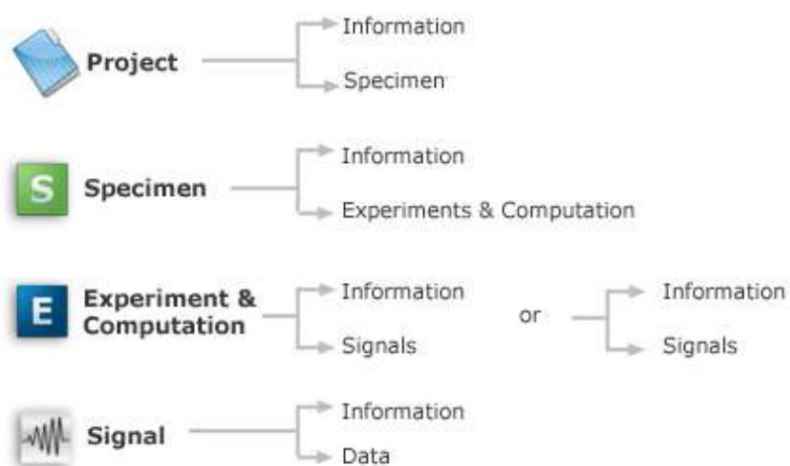 Project
Information
Specimen
S
Specimen
Information
Experiments & Computation
E
Experiment &
Computation
Information
Signals
or
Information
Signals
Signal
Information
Data